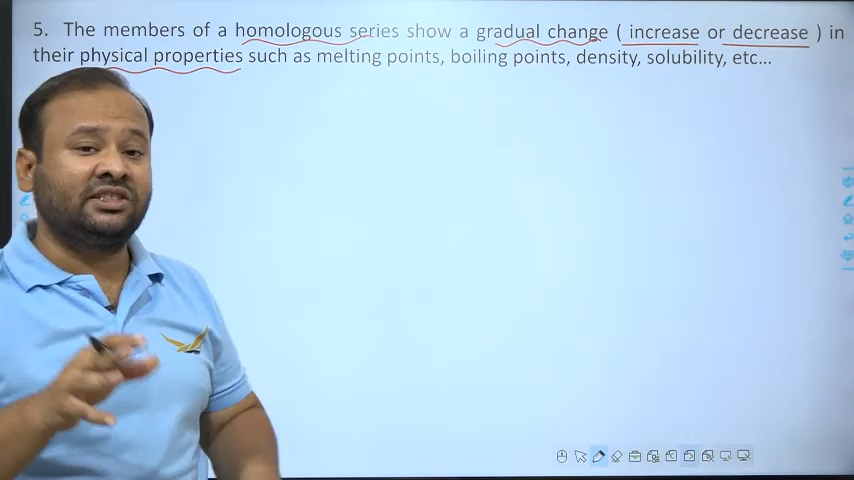 5. The members of a homologous series show a gradual change ( increase or decrease ) in
their physical properties such as melting points, boiling points, density, solubility, etc...